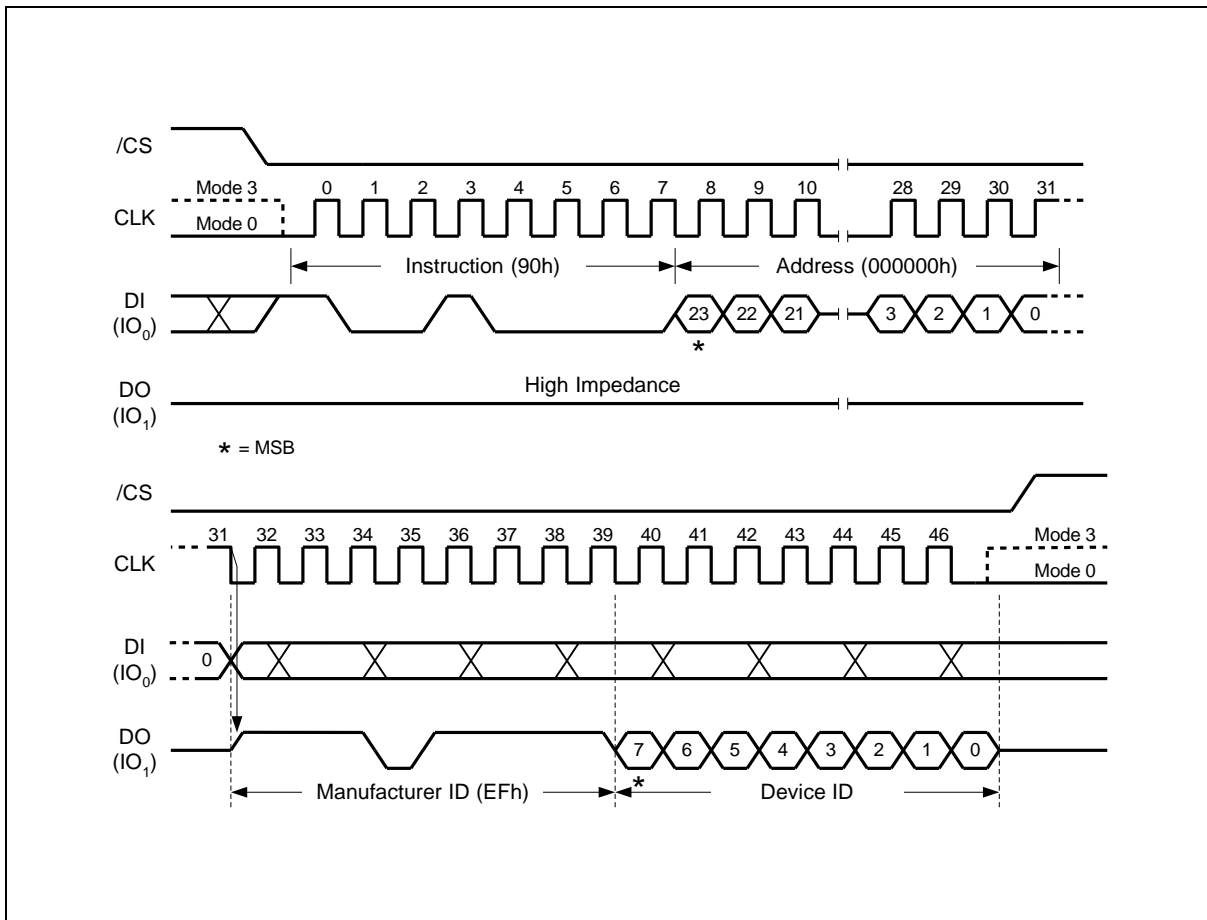 /CS
Mode 3 0 1 2 3 4 5 6 7 8 9 10 28 29 30 31
CLK
Mode 0
Instruction (90h) Address (000000h)
DI
(IO0)
23 22 21 3 2 1 0
*
High Impedance
DO
(IO1)
* = MSB
/CS
31 32 33 34 35 36 37 38 39 40 41 42 43 44 45 46 Mode 3
CLK
Mode 0
DI
(IO0)
0
DO
(IO1)
7 6 5 4 3 2 1 0
*
Manufacturer ID (EFh) Device ID